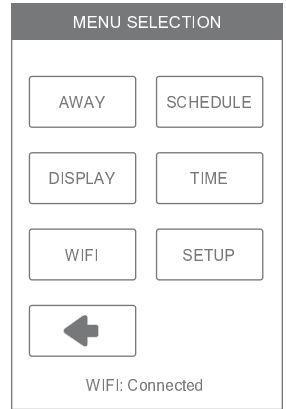 MENU SELECTION
AWAY SCHEDULE
DISPLAY TIME
WIFI SETUP
WIFI: Connected